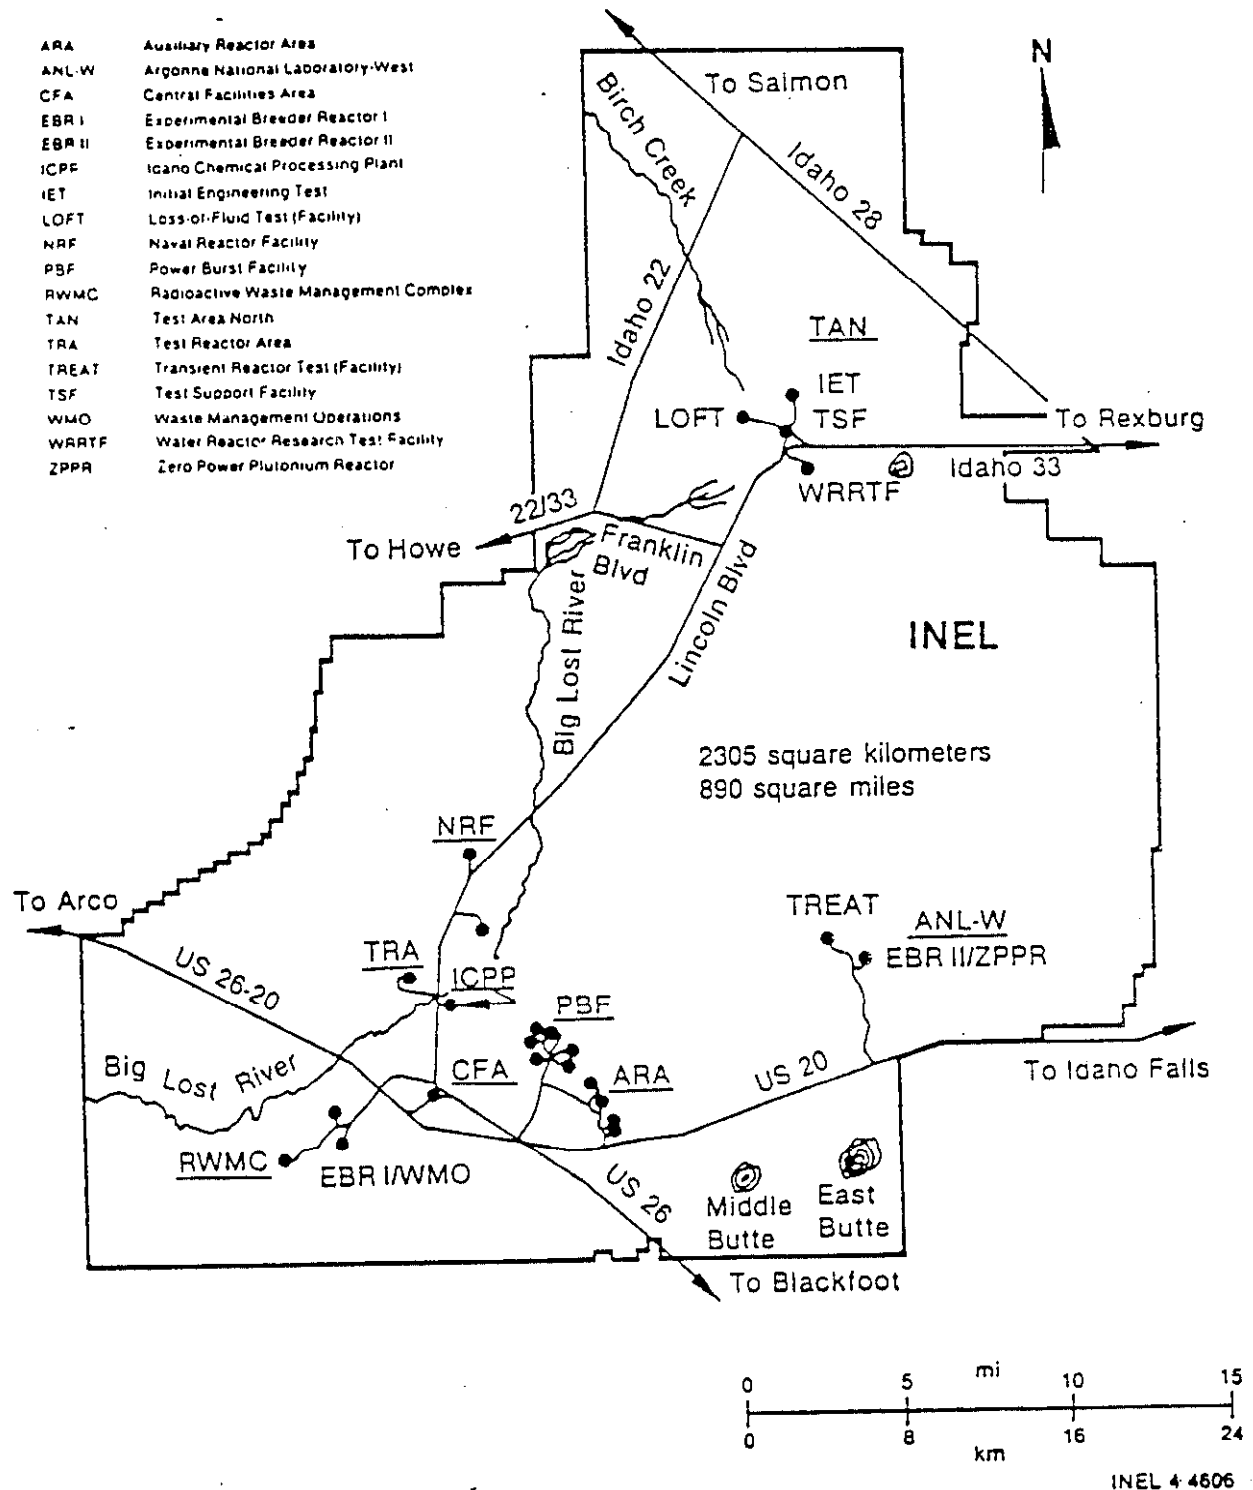 ARA Auxiliary Reactor Area
ANL-W Argonne National Laboratory-West
CFA Central Facilities Area
EBR I Experimental Breeder Reactor I
EBR II Experimental Breeder Reactor II
ICPP Idaho Chemical Processing Plant
IET Initial Engineering Test
LOFT Loss-of-Fluid Test (Facility)
NRF Naval Reactor Facility
PBF Power Burst Facility
RWMC Radioactive Waste Management Complex
TAN Test Area North
TRA Test Reactor Area
TREAT Transient Reactor Test (Facility)
TSF Test Support Facility
WMO Waste Management Operations
WRRTF Water Reactor Research Test Facility
ZPPR Zero Power Plutonium Reactor
N
To Salmon
Birch Creek
Idaho 28
Idaho 22
TAN
IET
LOFT
TSF
To Rexburg
Idaho 33
WRRTF
22/33
To Howe
Franklin
Blvd
Lincoln Blvd
Big Lost River
INEL
2305 square kilometers
890 square miles
NRF
To Arco
TREAT
ANL-W
EBR II/ZPPR
US 26-20
TRA
ICPP
PBF
Big Lost River
CFA
ARA
US 20
To Idaho Falls
RWMC
EBR I/WMO
US 26
Middle
Butte
East
Butte
To Blackfoot
mi
0 5 10 15
0 8 16 24
km
INEL 4 4606